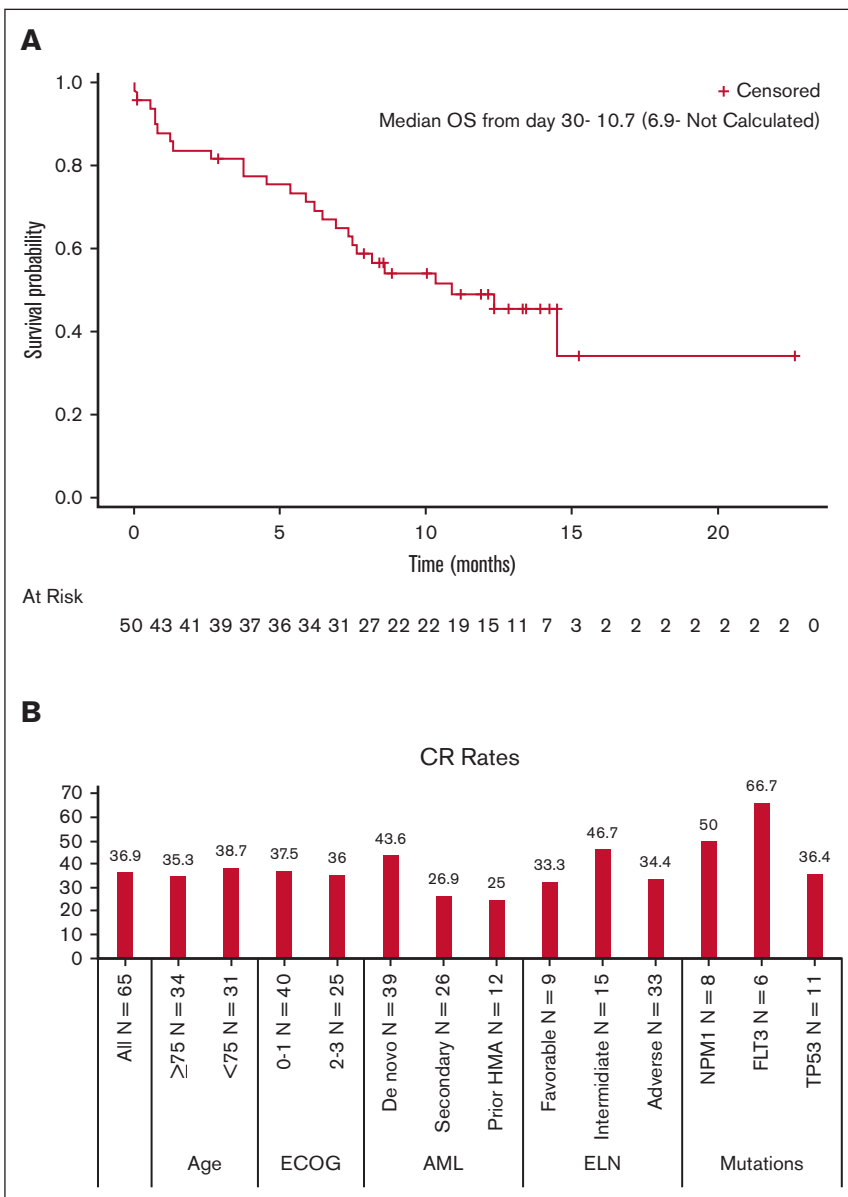 A
1.0
0.8
0.6
0.4
0.2
0.0
Survival probability
+ Censored
Median OS from day 30- 10.7 (6.9- Not Calculated)
0 5 10 15 20
Time (months)
At Risk
50 43 41 39 37 36 34 31 27 22 22 19 15 11 7 3 2 2 2 2 2 2 2 0
B
CR Rates
70
60
50
40
30
20
10
0
36.9 35.3 38.7 37.5 36 43.6 26.9 25 33.3 46.7 34.4 50 66.7 36.4
All N = 65
≥75 N = 34
<75 N = 31
0-1 N = 40
2-3 N = 25
De novo N = 39
Secondary N = 26
Prior HMA N = 12
Favorable N = 9
Intermidiate N = 15
Adverse N = 33
NPM1 N = 8
FLT3 N = 6
TP53 N = 11
Age ECOG AML ELN Mutations